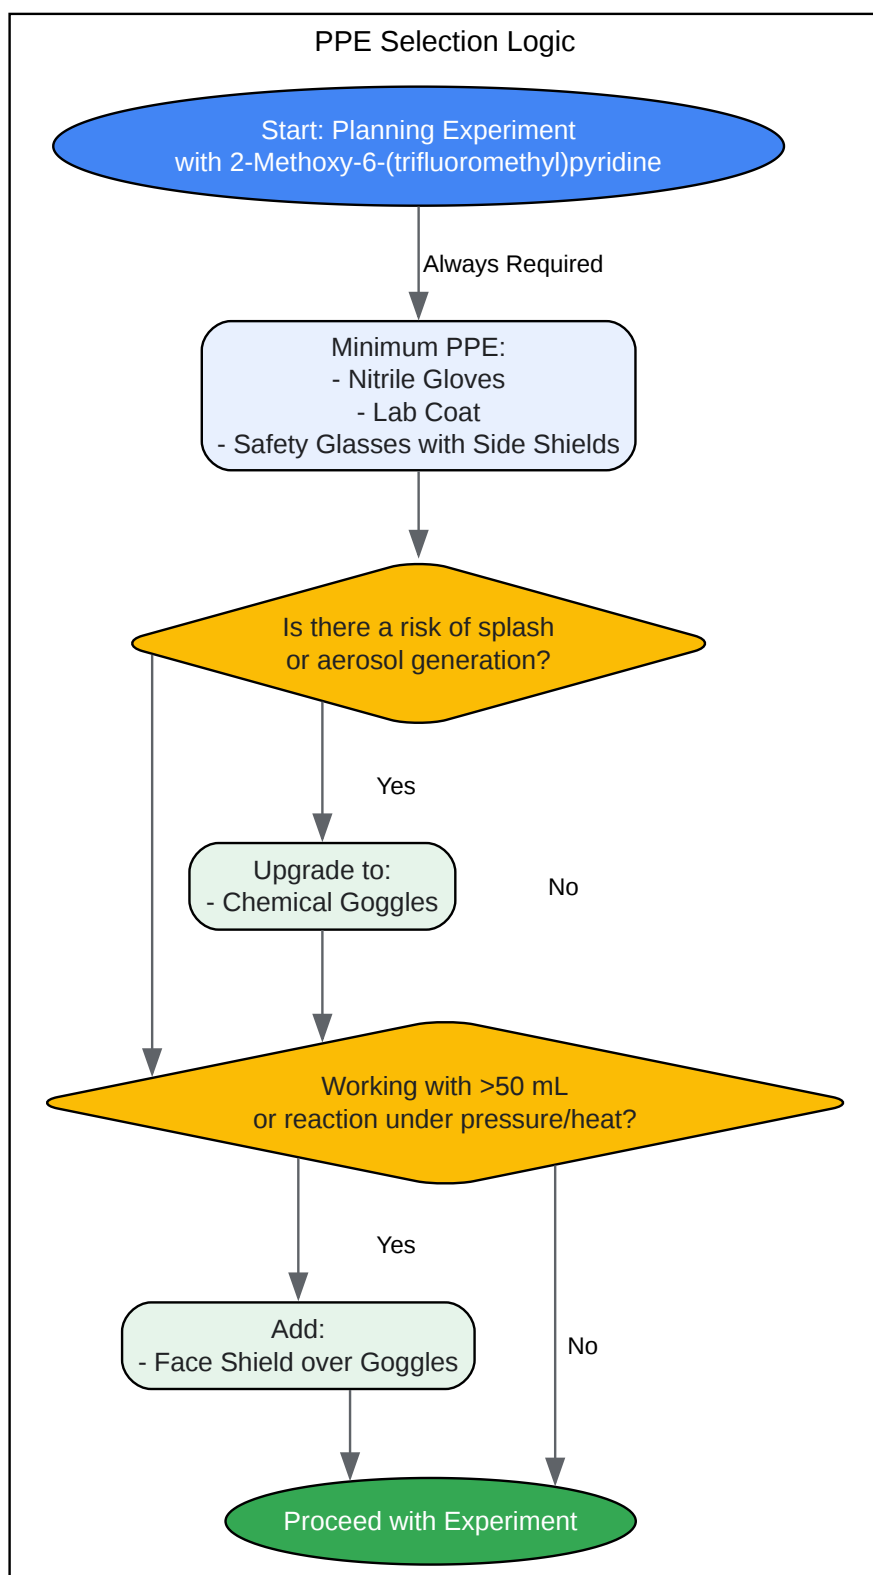 PPE Selection Logic
Start: Planning Experiment
with 2-Methoxy-6-(trifluoromethyl)pyridine
Always Required
Minimum PPE:
- Nitrile Gloves
- Lab Coat
- Safety Glasses with Side Shields
Is there a risk of splash
or aerosol generation?
Yes
Upgrade to:
- Chemical Goggles
No
Working with >50 mL
or reaction under pressure/heat?
Yes
Add:
- Face Shield over Goggles
No
Proceed with Experiment